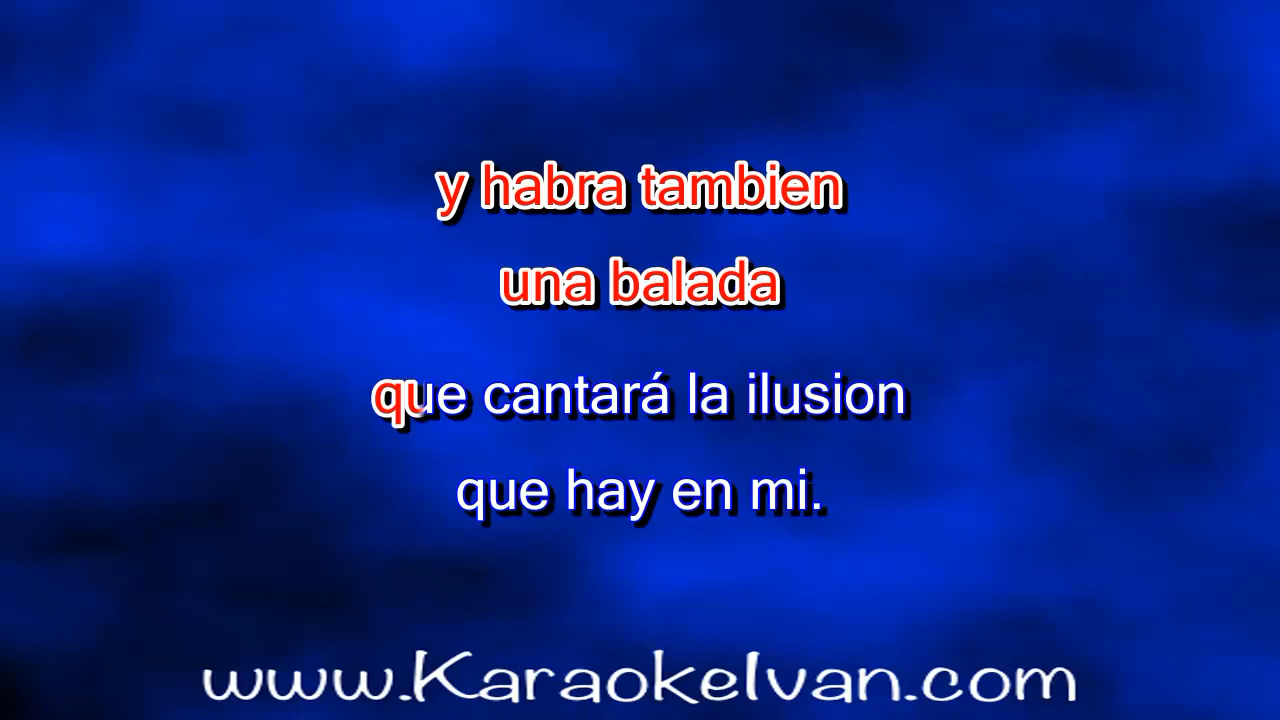 y habra tambien
una balada
que cantará la ilusion
que hay en mi.
www.KaraokeIvan.com